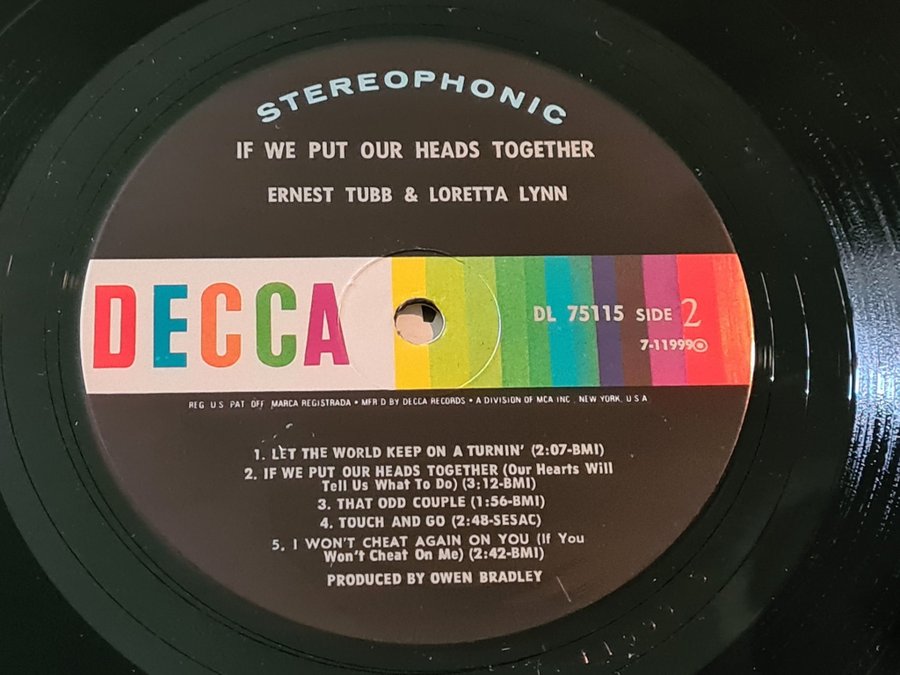 STEREOPHONIC
IF WE PUT OUR HEADS TOGETHER
ERNEST TUBB & LORETTA LYNN
DECCA
DL 75115 SIDE 2
7-11999
REG. U.S. PAT. OFF. MARCA REGISTRADA • MFR'D BY DECCA RECORDS • A DIVISION OF MCA INC., NEW YORK, U.S.A
1. LET THE WORLD KEEP ON A TURNIN' (2:07-BMI)
2. IF WE PUT OUR HEADS TOGETHER (Our Hearts Will
Tell Us What To Do) (3:12-BMI)
3. THAT ODD COUPLE (1:56-BMI)
4. TOUCH AND GO (2:48-SESAC)
5. I WON'T CHEAT AGAIN ON YOU (If You
Won't Cheat On Me) (2:42-BMI)
PRODUCED BY OWEN BRADLEY